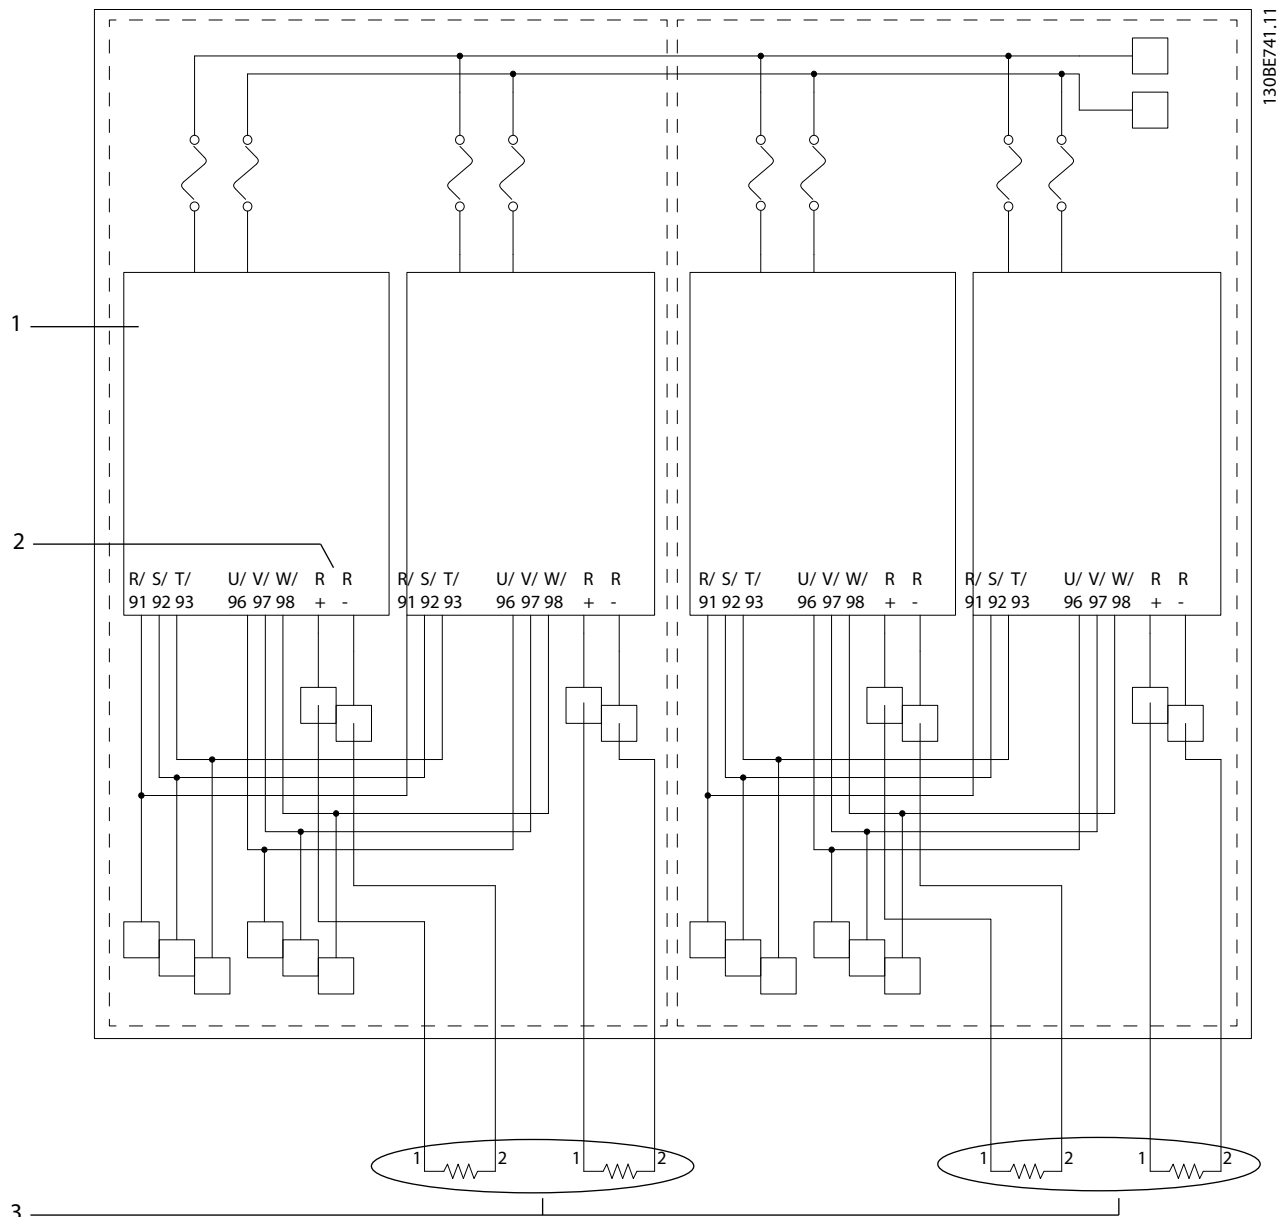 130BE741.11
1
2
R/ S/ T/ U/ V/ W/ R R R/ S/ T/ U/ V/ W/ R R R/ S/ T/ U/ V/ W/ R R R/ S/ T/ U/ V/ W/ R R
91 92 93 96 97 98 + - 91 92 93 96 97 98 + - 91 92 93 96 97 98 + - 91 92 93 96 97 98 + -
1 2 1 2 1 2 1 2
3